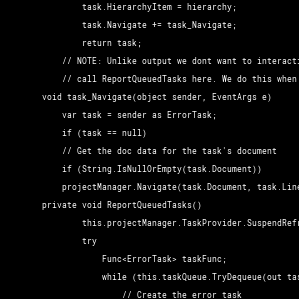 task.HierarchyItem = hierarchy;
task.Navigate += task_Navigate;
return task;
// NOTE: Unlike output we dont want to
// call ReportQueuedTasks here. We do this when
void task_Navigate(object sender, EventArgs e)
var task = sender as ErrorTask;
if (task == null)
// Get the doc data for the task's document
if (String.IsNullOrEmpty(task.Document))
projectManager.Navigate(task.Document, task.Line
private void ReportQueuedTasks()
this.projectManager.TaskProvider.SuspendRefr
try
Func<ErrorTask> taskFunc;
while (this.taskQueue.TryDequeue(out tas
// Create the error task